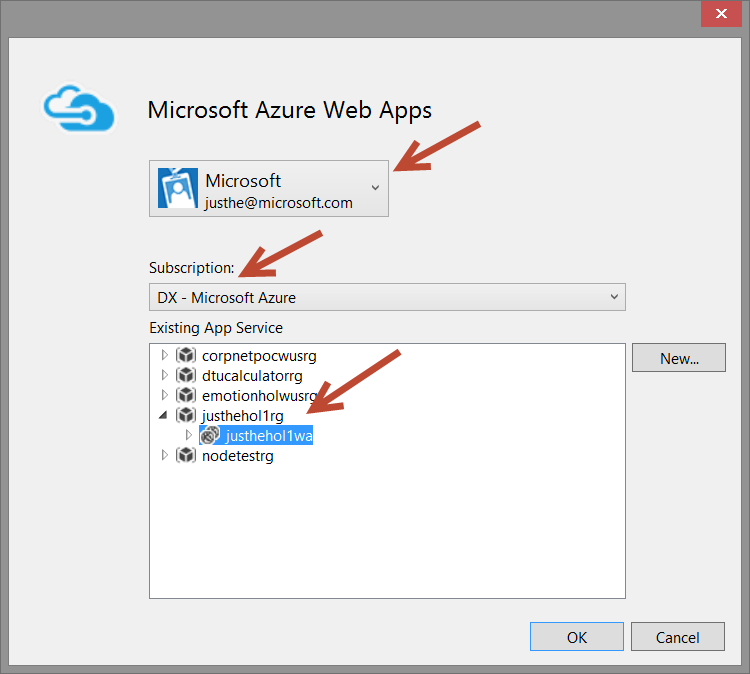 Microsoft Azure Web Apps
Microsoft
justhe@microsoft.com
Subscription:
DX - Microsoft Azure
Existing App Service
corpnetpocwusrg
New...
dtucalculatorrg
emotionholwusrg
justhehol1rg
justhehol1wa
nodetestrg
OK
Cancel